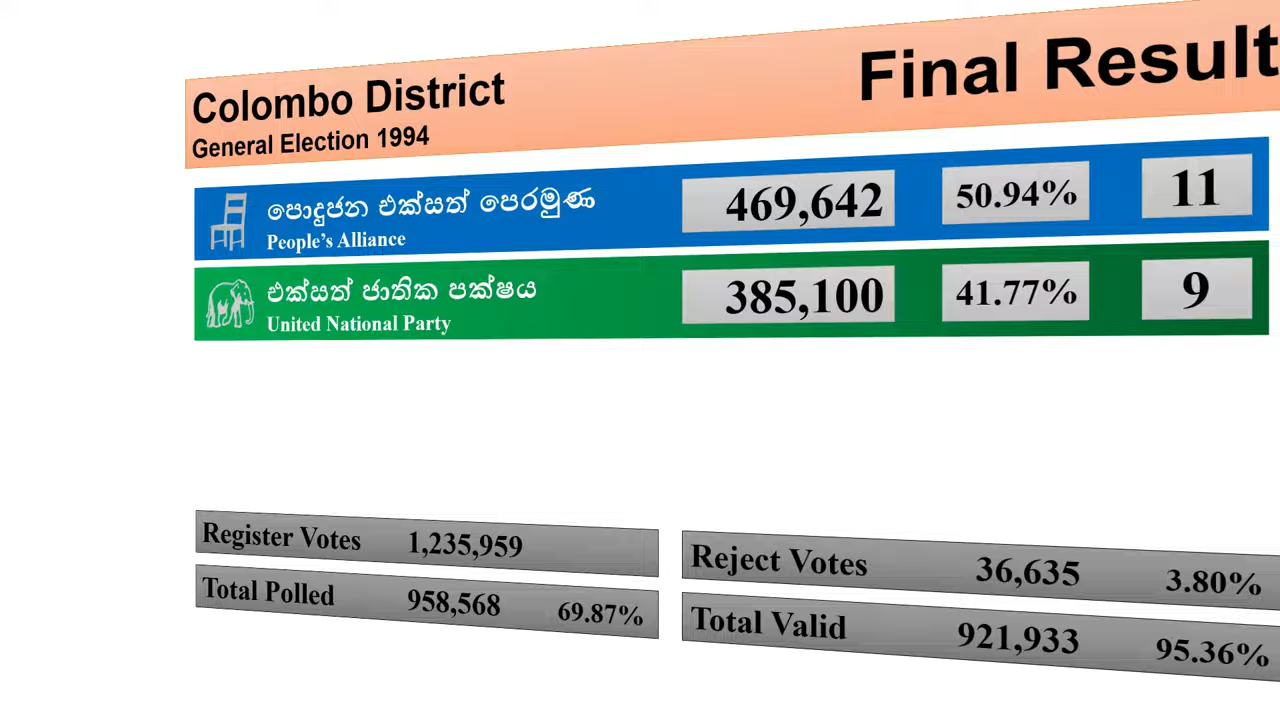 Colombo District
Final Result
General Election 1994
පොදුජන එක්සත් පෙරමුණ
People's Alliance
469,642
50.94%
11
එක්සත් ජාතික පක්ෂය
United National Party
385,100
41.77%
9
Register Votes 1,235,959
Total Polled 958,568 69.87%
Reject Votes 36,635 3.80%
Total Valid 921,933 95.36%